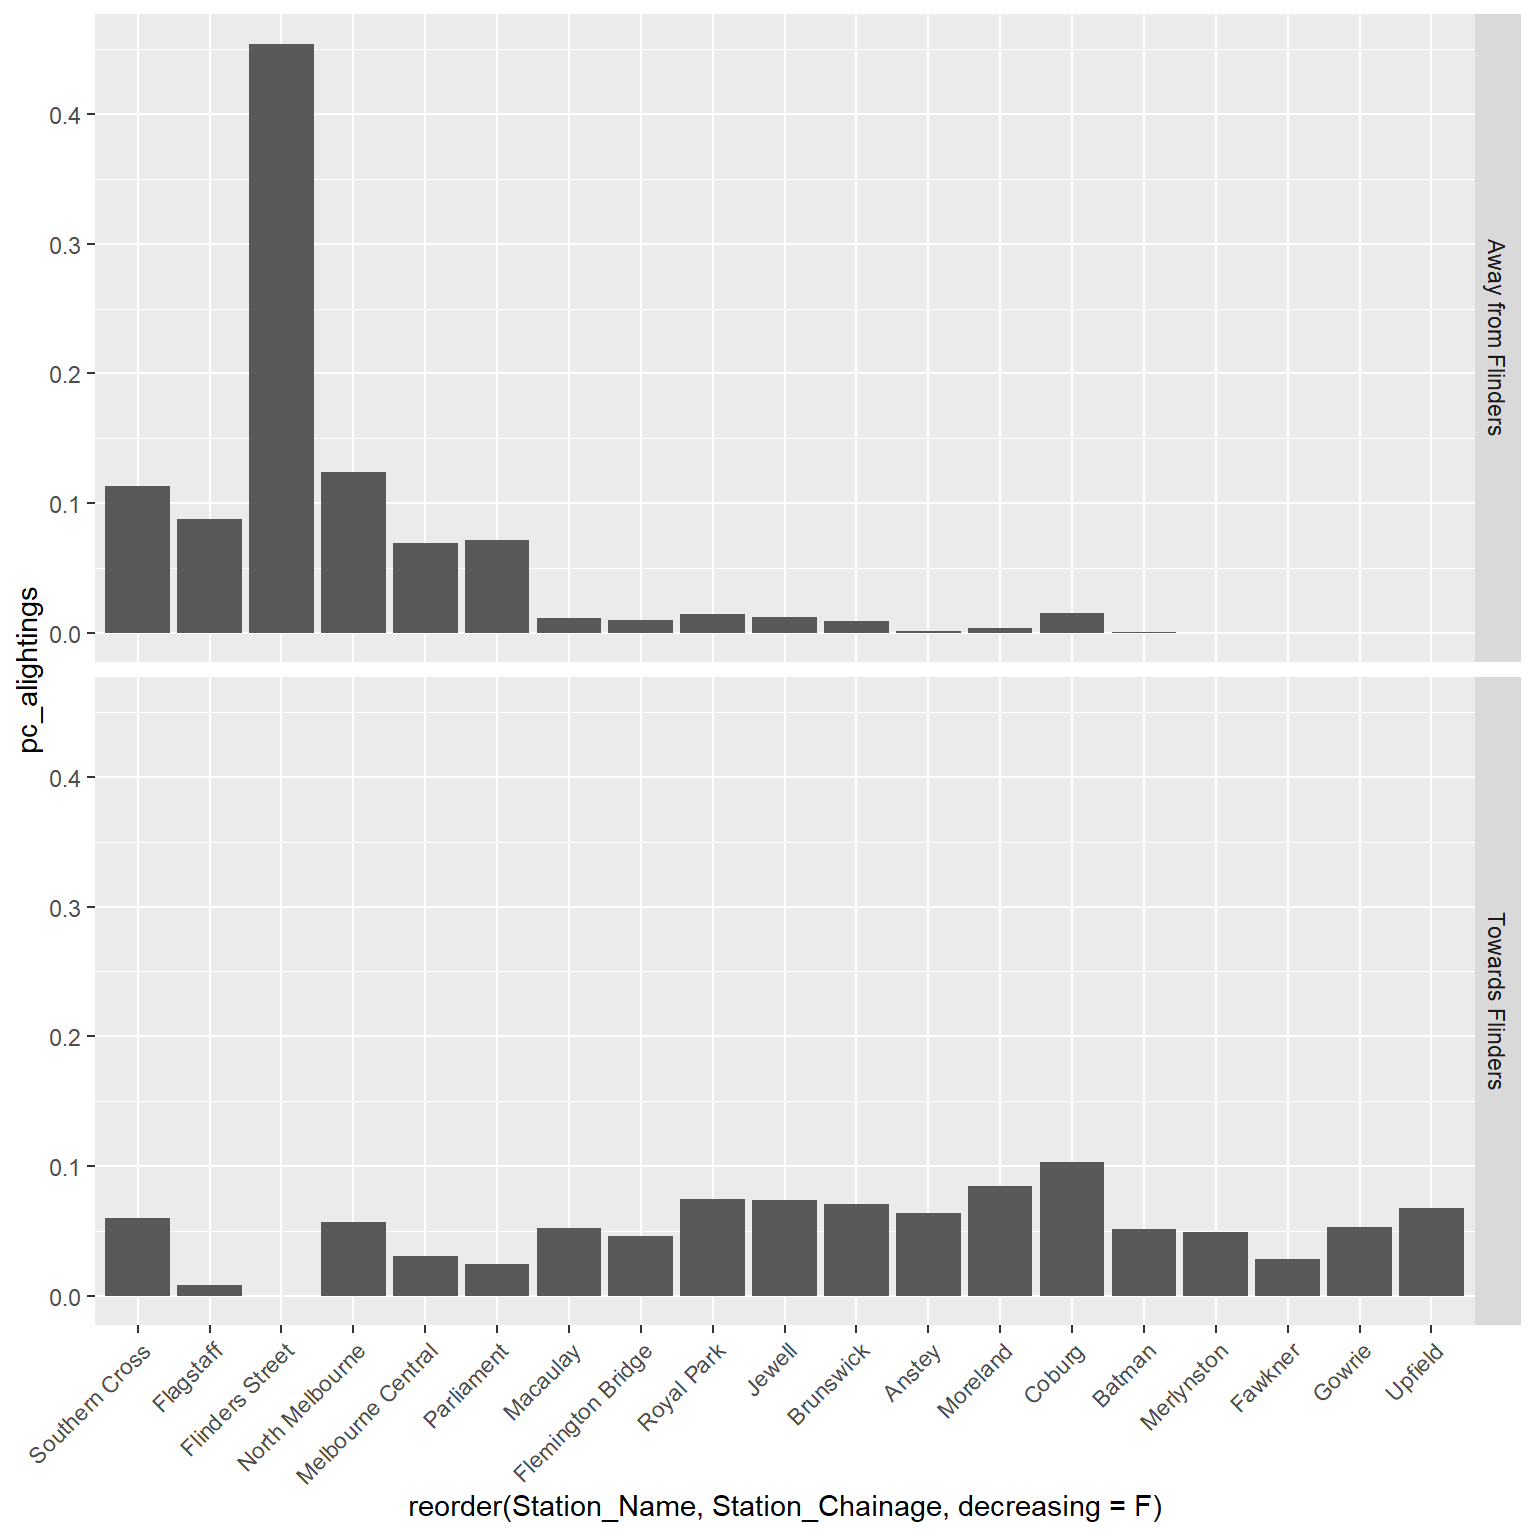 pc_alightings
0.4
0.3
0.2
0.1
0.0
Away from Flinders
0.4
0.3
0.2
0.1
0.0
Towards Flinders
Southern Cross
Flagstaff
Flinders Street
North Melbourne
Melbourne Central
Parliament
Macaulay
Flemington Bridge
Royal Park
Jewell
Brunswick
Anstey
Moreland
Coburg
Batman
Merlynston
Fawkner
Gowrie
Upfield
reorder(Station_Name, Station_Chainage, decreasing = F)